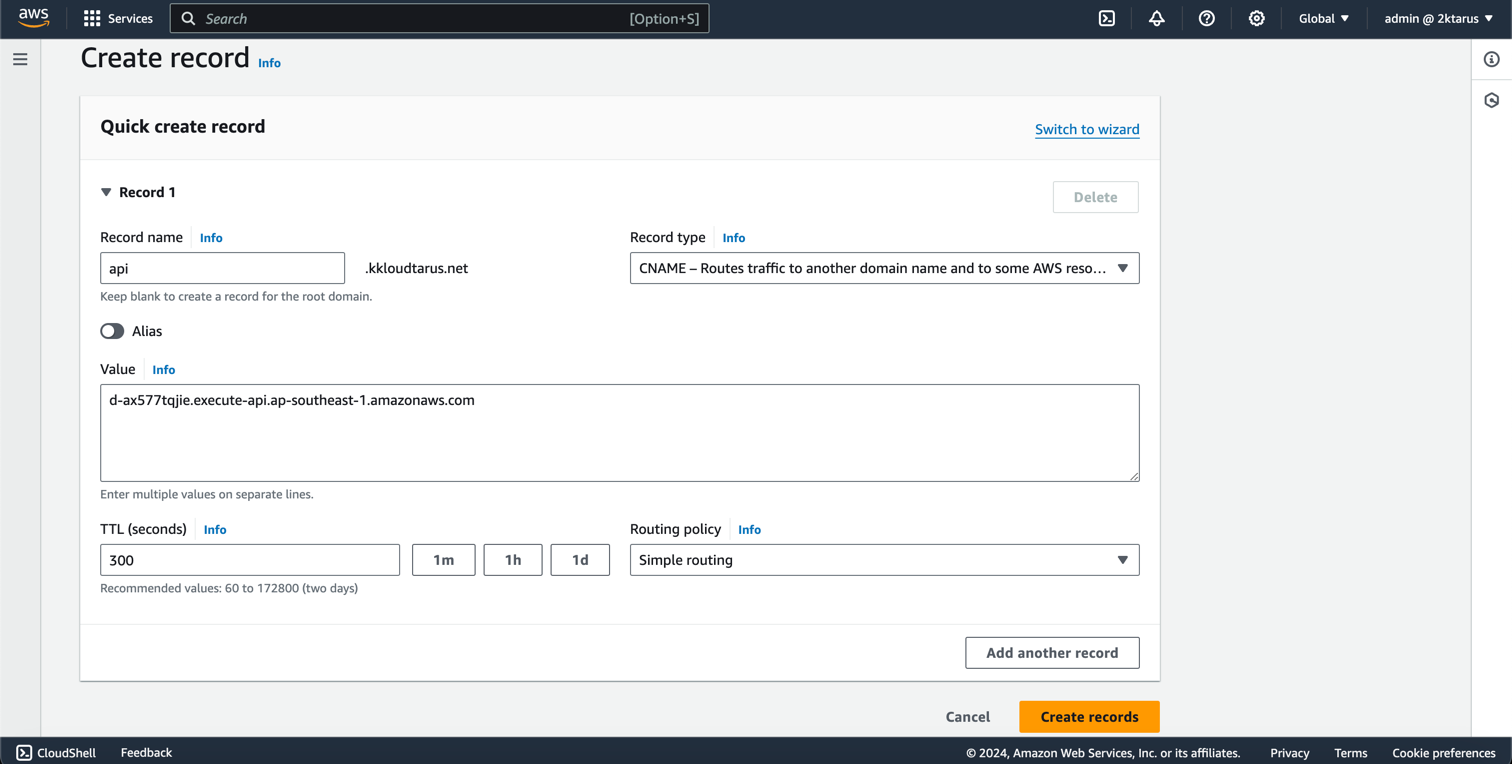 aws Services Search [Option+S] Global admin @ 2ktarus
Create record Info
Quick create record Switch to wizard
Record 1 Delete
Record name Info Record type Info
api .kkloudtarus.net CNAME – Routes traffic to another domain name and to some AWS reso...
Keep blank to create a record for the root domain.
Alias
Value Info
d-ax577tqjie.execute-api.ap-southeast-1.amazonaws.com
Enter multiple values on separate lines.
TTL (seconds) Info Routing policy Info
300 1m 1h 1d Simple routing
Recommended values: 60 to 172800 (two days)
Add another record
Cancel Create records
CloudShell Feedback © 2024, Amazon Web Services, Inc. or its affiliates. Privacy Terms Cookie preferences